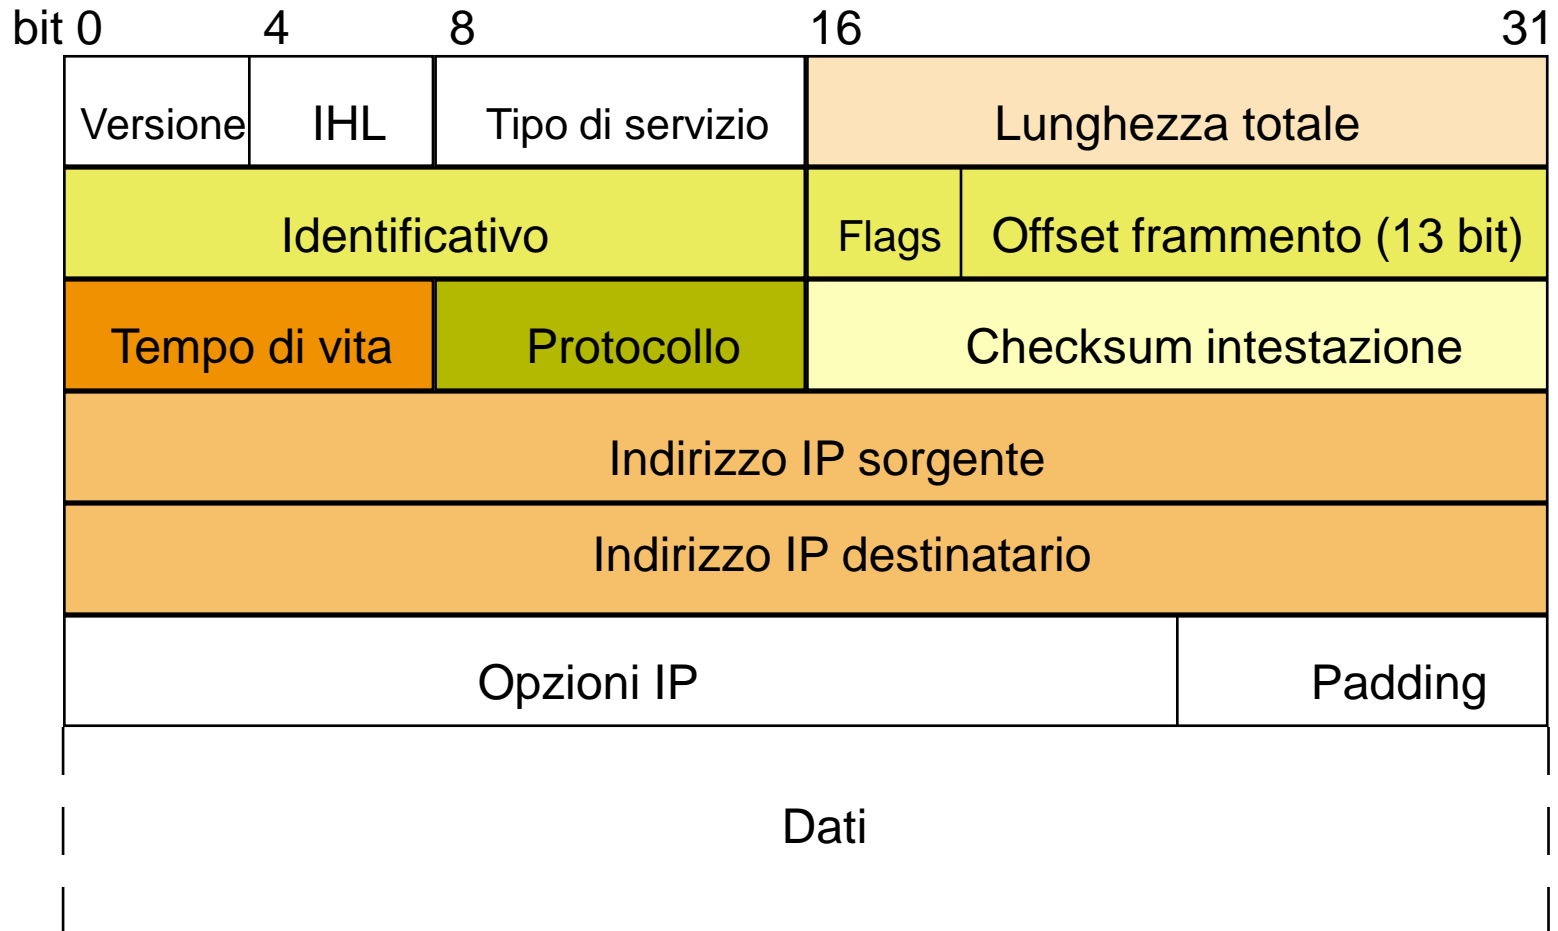 bit 0 4 8 16 31
Versione IHL Tipo di servizio Lunghezza totale
Identificativo Flags Offset frammento (13 bit)
Tempo di vita Protocollo Checksum intestazione
Indirizzo IP sorgente
Indirizzo IP destinatario
Opzioni IP Padding
Dati